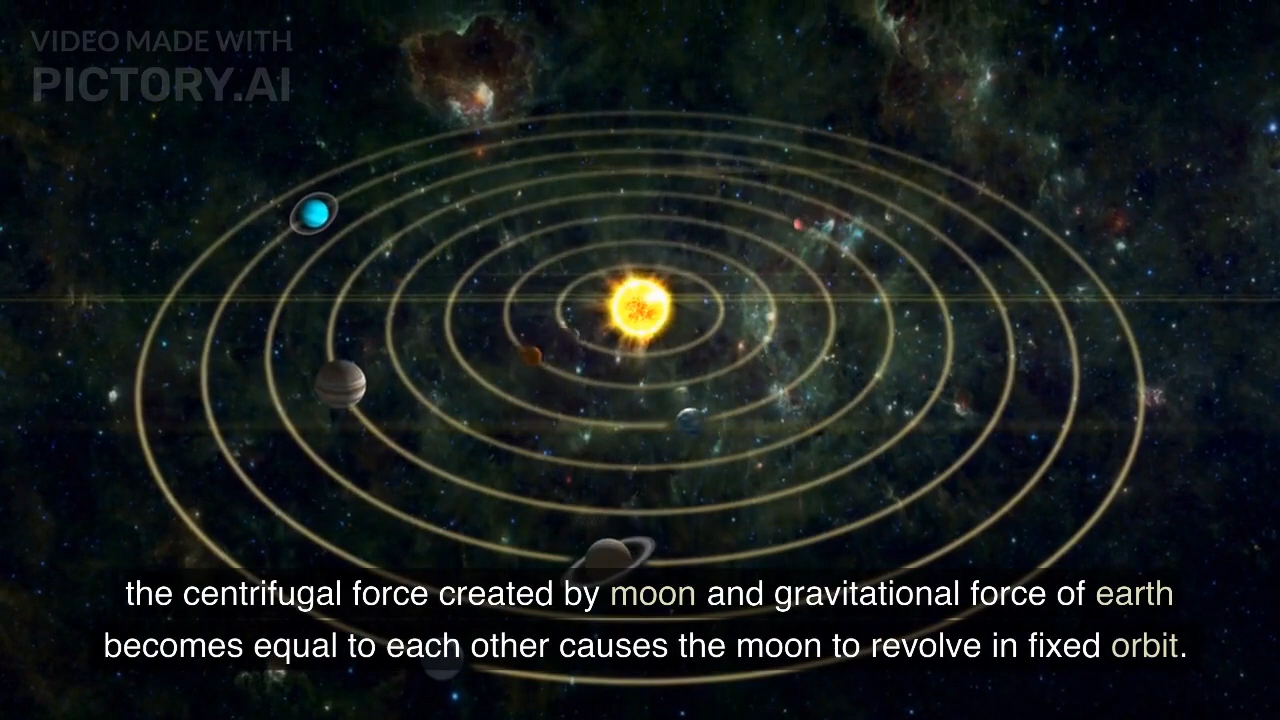 VIDEO MADE WITH
PICTORY.AI
the centrifugal force created by moon and gravitational force of earth
becomes equal to each other causes the moon to revolve in fixed orbit.